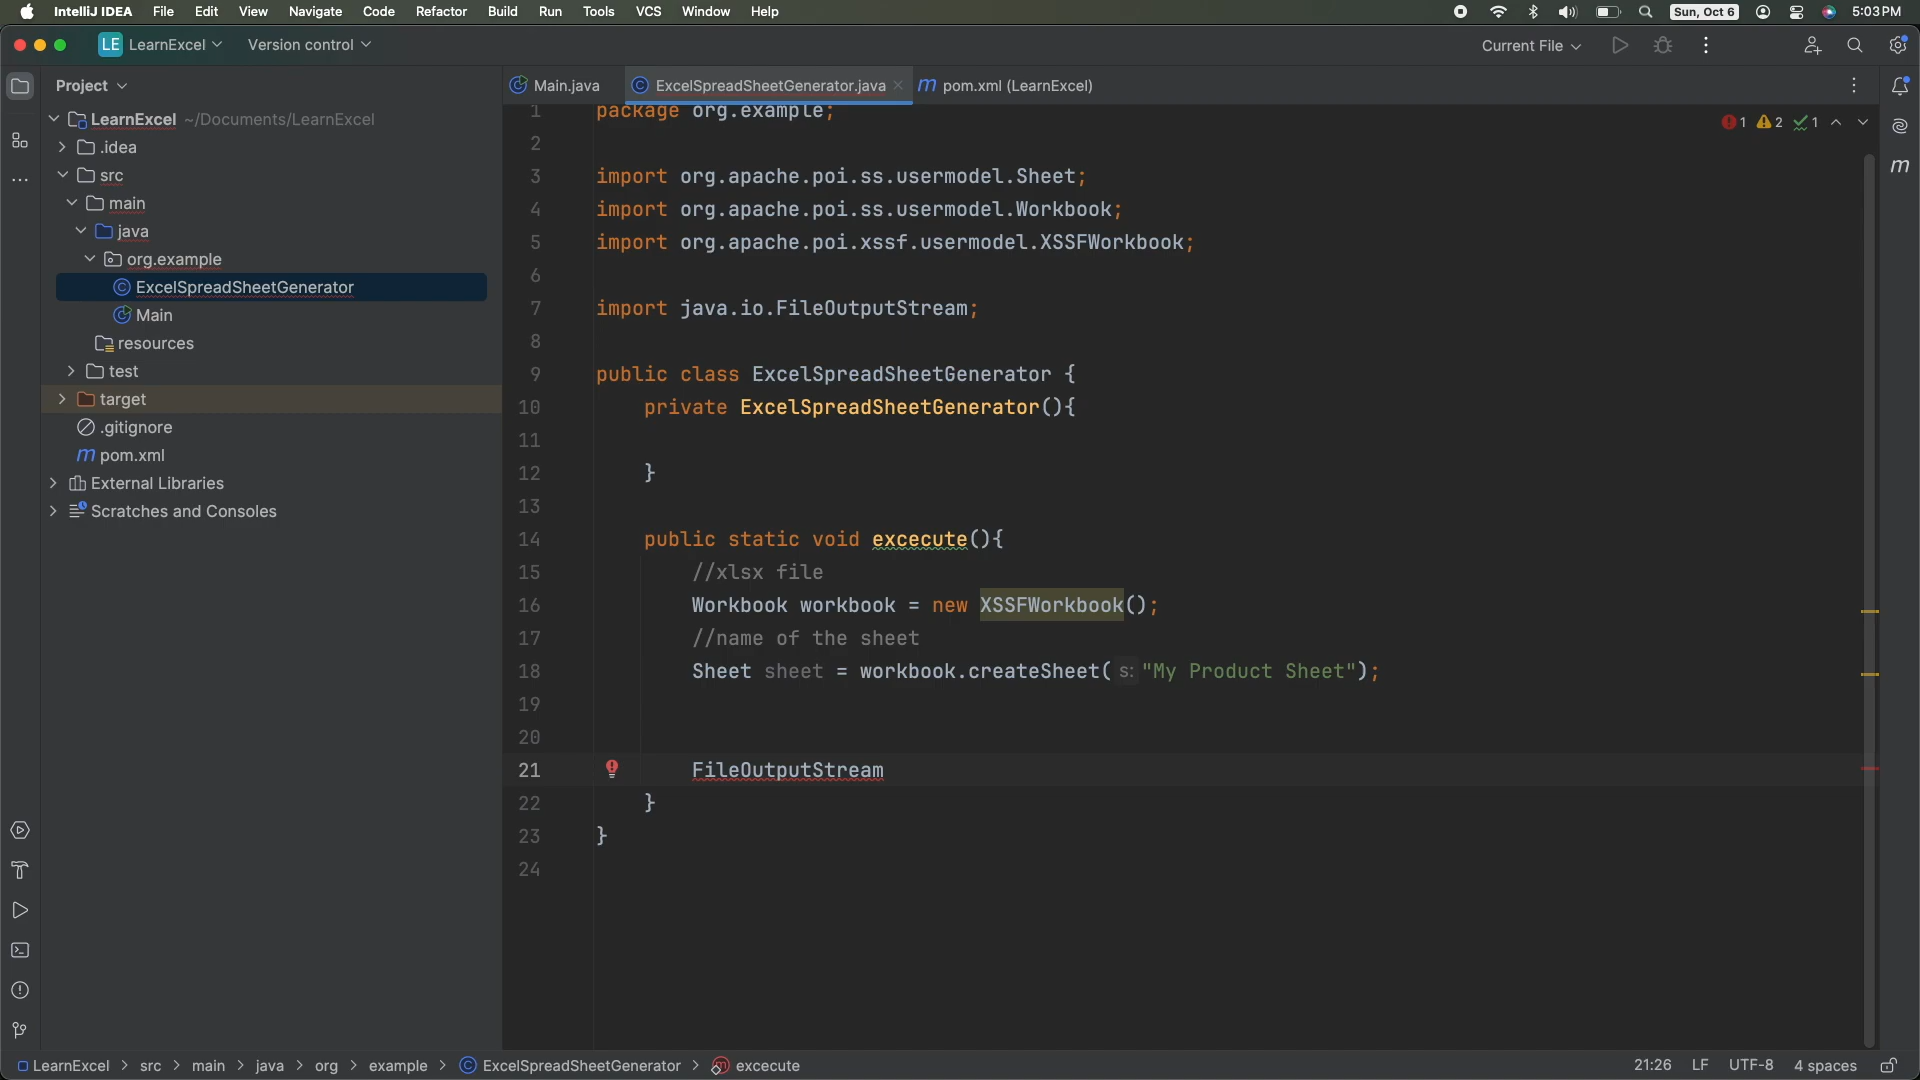 IntelliJ IDEA File Edit View Navigate Code Refactor Build Run Tools VCS Window Help Sun, Oct 6 5:03 PM
LE LearnExcel Version control Current File
Project Main.java ExcelSpreadSheetGenerator.java pom.xml (LearnExcel)
LearnExcel ~/Documents/LearnExcel
.idea
src
main
java
org.example
ExcelSpreadSheetGenerator
Main
resources
test
target
.gitignore
pom.xml
External Libraries
Scratches and Consoles
1 2 1
1 package org.example;
2
3 import org.apache.poi.ss.usermodel.Sheet;
4 import org.apache.poi.ss.usermodel.Workbook;
5 import org.apache.poi.xssf.usermodel.XSSFWorkbook;
6
7 import java.io.FileOutputStream;
8
9 public class ExcelSpreadSheetGenerator {
10 private ExcelSpreadSheetGenerator(){
11
12 }
13
14 public static void excecute(){
15 //xlsx file
16 Workbook workbook = new XSSFWorkbook();
17 //name of the sheet
18 Sheet sheet = workbook.createSheet( s: "My Product Sheet");
19
20
21 FileOutputStream
22 }
23 }
24
LearnExcel > src > main > java > org > example > ExcelSpreadSheetGenerator > excecute 21:26 LF UTF-8 4 spaces